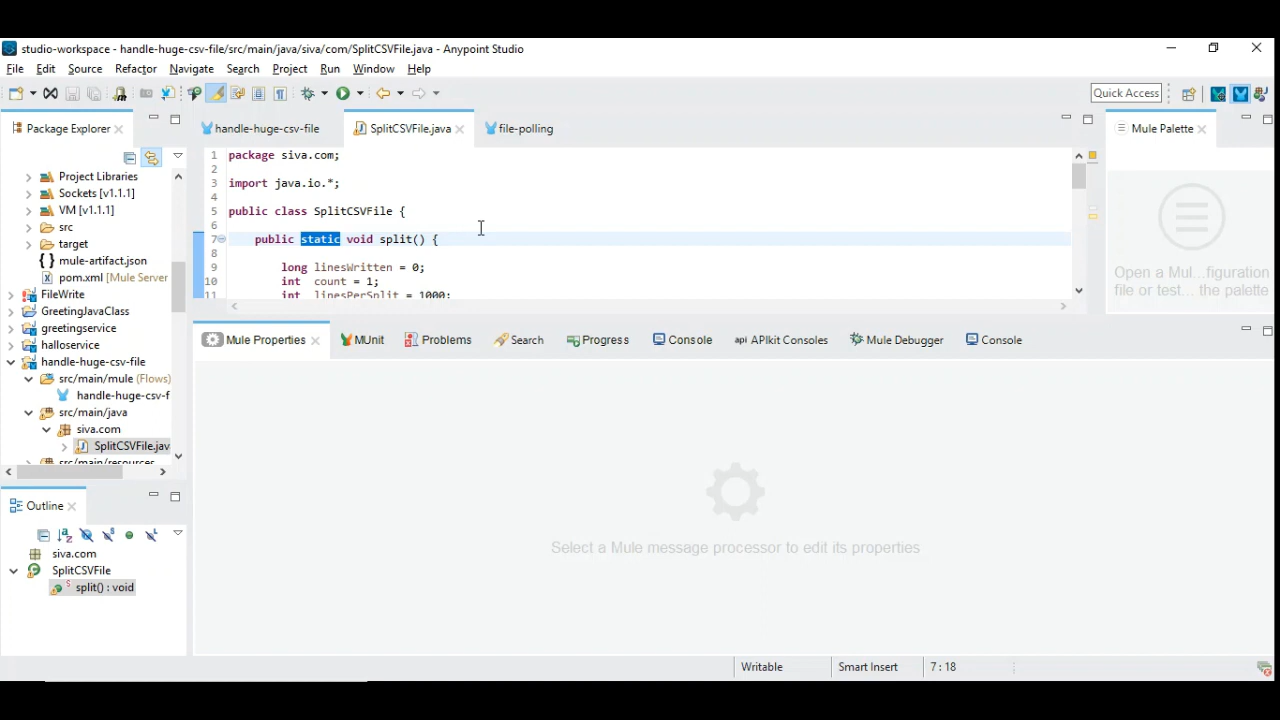 studio-workspace - handle-huge-csv-file/src/main/java/siva/com/SplitCSVFile.java - Anypoint Studio
File Edit Source Refactor Navigate Search Project Run Window Help
Quick Access
Package Explorer
Project Libraries
Sockets [v1.1.1]
VM [v1.1.1]
src
target
mule-artifact.json
pom.xml [Mule Server
FileWrite
GreetingJavaClass
greetingservice
halloservice
handle-huge-csv-file
src/main/mule (Flows)
handle-huge-csv-f
src/main/java
siva.com
SplitCSVFile.jav
src/main/resources
Outline
siva.com
SplitCSVFile
split() : void
handle-huge-csv-file SplitCSVFile.java file-polling
1 package siva.com;
2
3 import java.io.*;
4
5 public class SplitCSVFile {
6
7 public static void split() {
8
9 long linesWritten = 0;
10 int count = 1;
11 int linesPerSplit = 1000;
Mule Palette
Open a Mul...figuration
file or test... the palette
Mule Properties MUnit Problems Search Progress Console api APIkit Consoles Mule Debugger Console
Select a Mule message processor to edit its properties
Writable Smart Insert 7 : 18